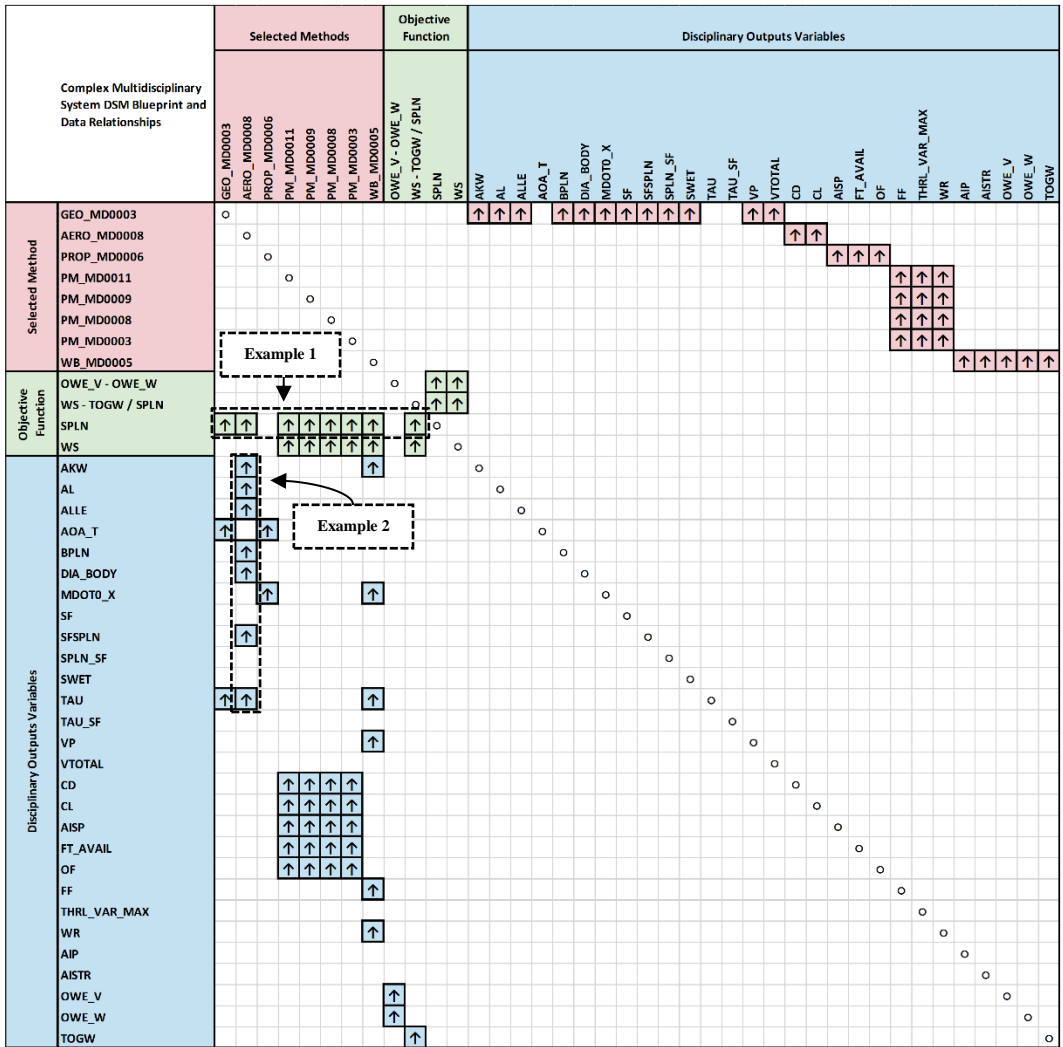 Selected Methods
Objective
Function
Disciplinary Outputs Variables
Complex Multidisciplinary
System DSM Blueprint and
Data Relationships
GEO_MD0003
AERO_MD0008
PROP_MD0006
PM_MD0011
PM_MD0009
PM_MD0008
PM_MD0003
WB_MD0005
OWE_V - OWE_W
WS - TOGW / SPLN
SPLN
WS
AKW
AL
ALLE
AOA_T
BPLN
DIA_BODY
MDOT0_X
SF
SFSPLN
SPLN_SF
SWET
TAU
TAU_SF
VP
VTOTAL
CD
CL
AISP
FT_AVAIL
OF
FF
THRL_VAR_MAX
WR
AIP
AISTR
OWE_V
OWE_W
TOGW
Selected Method
GEO_MD0003
AERO_MD0008
PROP_MD0006
PM_MD0011
PM_MD0009
PM_MD0008
PM_MD0003
WB_MD0005
Example 1
Objective
Function
OWE_V - OWE_W
WS - TOGW / SPLN
SPLN
WS
Disciplinary Outputs Variables
AKW
AL
ALLE
Example 2
AOA_T
BPLN
DIA_BODY
MDOT0_X
SF
SFSPLN
SPLN_SF
SWET
TAU
TAU_SF
VP
VTOTAL
CD
CL
AISP
FT_AVAIL
OF
FF
THRL_VAR_MAX
WR
AIP
AISTR
OWE_V
OWE_W
TOGW